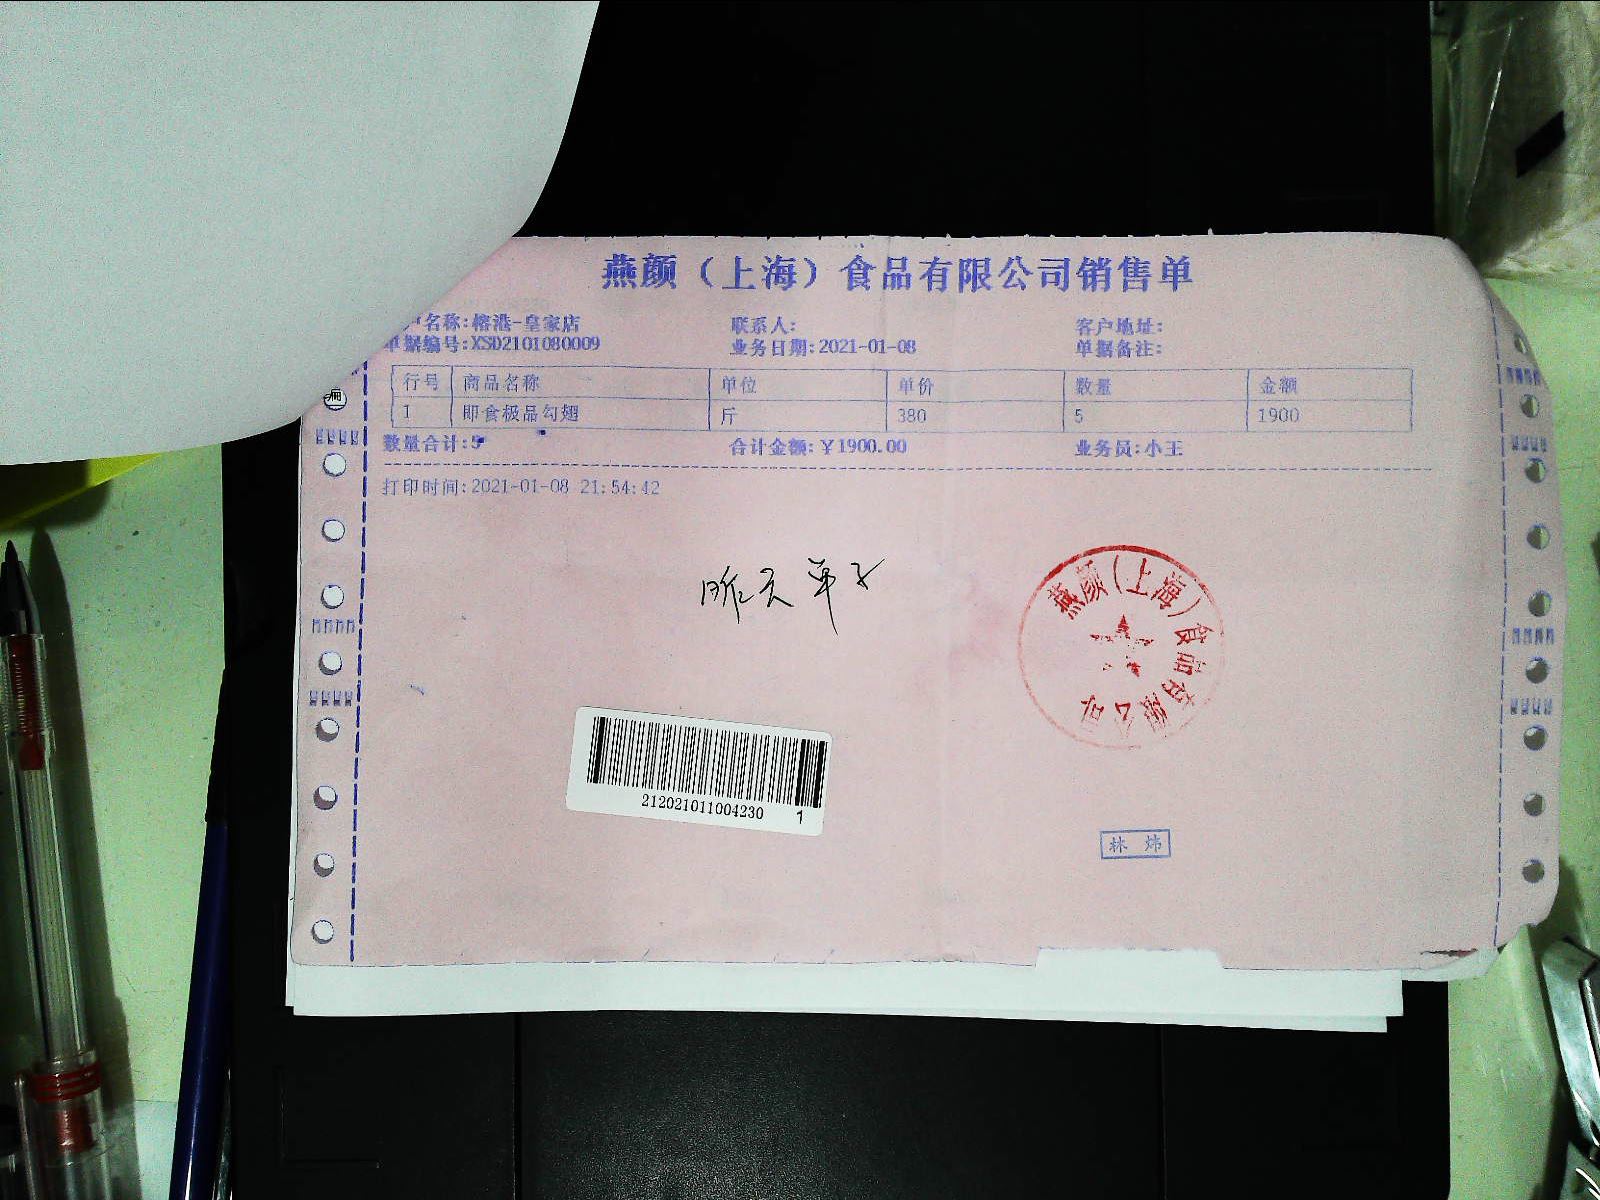 燕颜（上海）食品有限公司销售单
户名称:榕港-皇家店 联系人: 客户地址:
单据编号:XSD2101080009 业务日期:2021-01-08 单据备注:
行号 商品名称 单位 单价 数量 金额
1 即食极品勾翅 斤 380 5 1900
数量合计:5 合计金额:￥1900.00 业务员:小王
打印时间:2021-01-08 21:54:42
昨天单子
燕颜（上海）食品有限公司
212021011004230 1
林炜